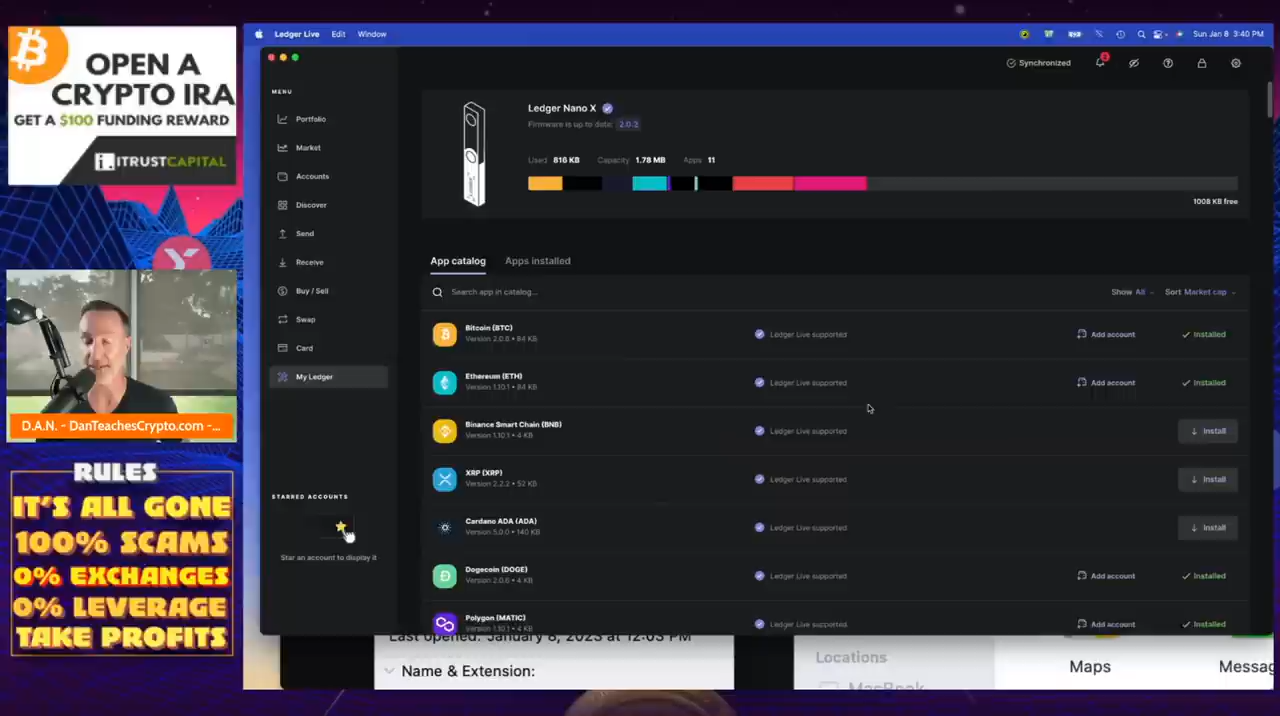 OPEN A
CRYPTO IRA
GET A $100 FUNDING REWARD
ITRUSTCAPITAL
D.A.N. - DanTeachesCrypto.com -...
RULES
IT'S ALL GONE
100% SCAMS
0% EXCHANGES
0% LEVERAGE
TAKE PROFITS
Ledger Live Edit Window
Sun Jan 8 3:40 PM
MENU
Portfolio
Market
Accounts
Discover
Send
Receive
Buy / Sell
Swap
Card
My Ledger
STARRED ACCOUNTS
Star an account to display it
Synchronized
Ledger Nano X
Firmware is up to date: 2.0.2
Used 816 KB Capacity 1.78 MB Apps 11
1008 KB free
App catalog Apps installed
Search app in catalog...
Show All Sort Market cap
Bitcoin (BTC)
Version 2.0.6 • 84 KB
Ledger Live supported
Add account
Installed
Ethereum (ETH)
Version 1.10.1 • 84 KB
Ledger Live supported
Add account
Installed
Binance Smart Chain (BNB)
Version 1.10.1 • 4 KB
Ledger Live supported
Install
XRP (XRP)
Version 2.2.2 • 52 KB
Ledger Live supported
Install
Cardano ADA (ADA)
Version 5.0.0 • 140 KB
Ledger Live supported
Install
Dogecoin (DOGE)
Version 2.0.6 • 4 KB
Ledger Live supported
Add account
Installed
Polygon (MATIC)
Version 1.10.1 • 4 KB
Ledger Live supported
Add account
Installed
Last opened: January 8, 2023 at 12:03 PM
Name & Extension:
Locations
MacBook
Maps
Messag